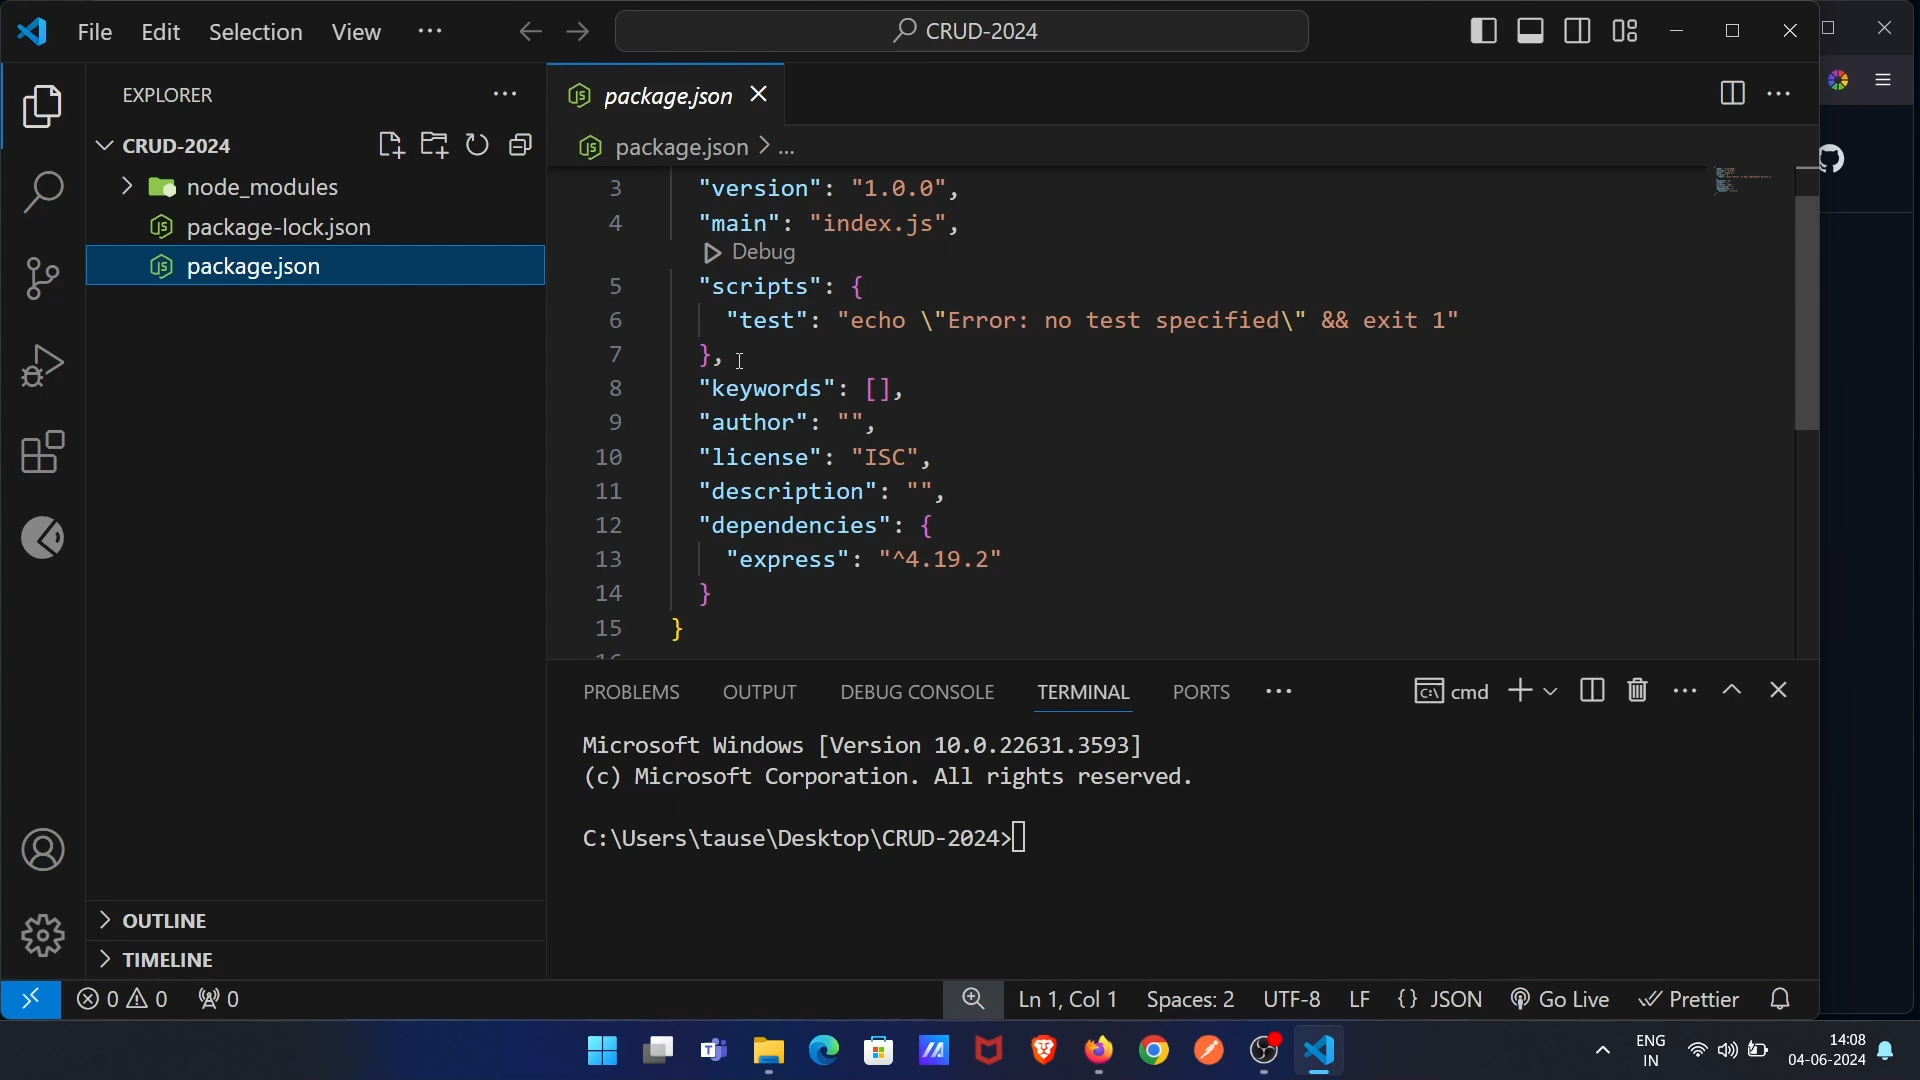 File Edit Selection View ··· CRUD-2024
EXPLORER ···
CRUD-2024
node_modules
package-lock.json
package.json
package.json
package.json > ...
3 "version": "1.0.0",
4 "main": "index.js",
Debug
5 "scripts": {
6 "test": "echo \"Error: no test specified\" && exit 1"
7 },
8 "keywords": [],
9 "author": "",
10 "license": "ISC",
11 "description": "",
12 "dependencies": {
13 "express": "^4.19.2"
14 }
15 }
16
PROBLEMS OUTPUT DEBUG CONSOLE TERMINAL PORTS ··· cmd
Microsoft Windows [Version 10.0.22631.3593]
(c) Microsoft Corporation. All rights reserved.
C:\Users\tause\Desktop\CRUD-2024>
OUTLINE
TIMELINE
0 0 0 Ln 1, Col 1 Spaces: 2 UTF-8 LF {} JSON Go Live Prettier
ENG
IN
14:08
04-06-2024